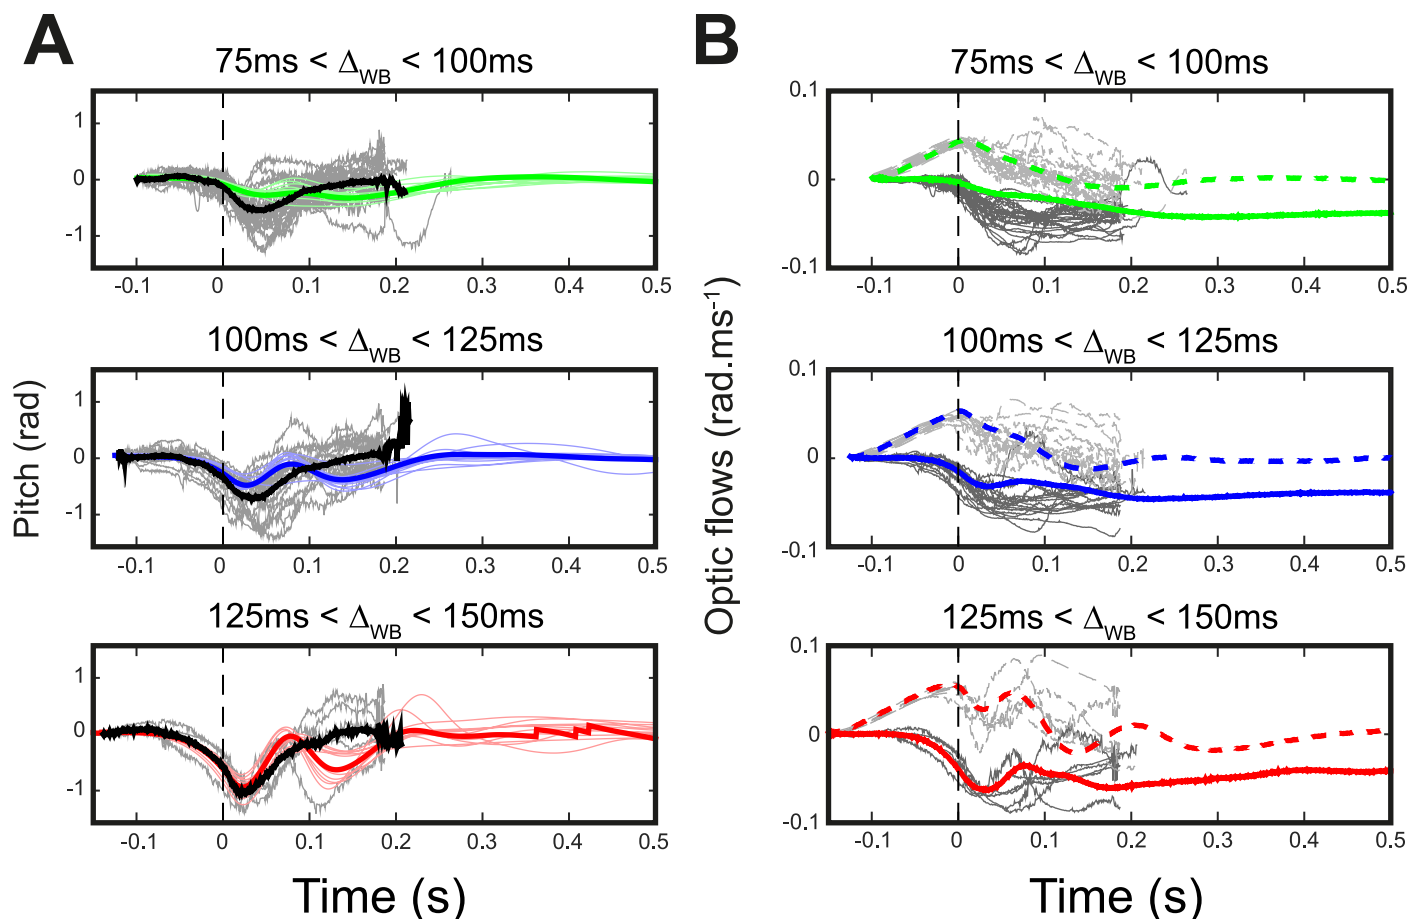 A
75ms < Δ_WB < 100ms
1
0
-1
-0.1 0 0.1 0.2 0.3 0.4 0.5
100ms < Δ_WB < 125ms
1
0
-1
-0.1 0 0.1 0.2 0.3 0.4 0.5
125ms < Δ_WB < 150ms
1
0
-1
-0.1 0 0.1 0.2 0.3 0.4 0.5
Pitch (rad)
Time (s)
B
75ms < Δ_WB < 100ms
0.1
0
-0.1
-0.1 0 0.1 0.2 0.3 0.4 0.5
100ms < Δ_WB < 125ms
0.1
0
-0.1
-0.1 0 0.1 0.2 0.3 0.4 0.5
125ms < Δ_WB < 150ms
0.1
0
-0.1
-0.1 0 0.1 0.2 0.3 0.4 0.5
Optic flows (rad.ms⁻¹)
Time (s)